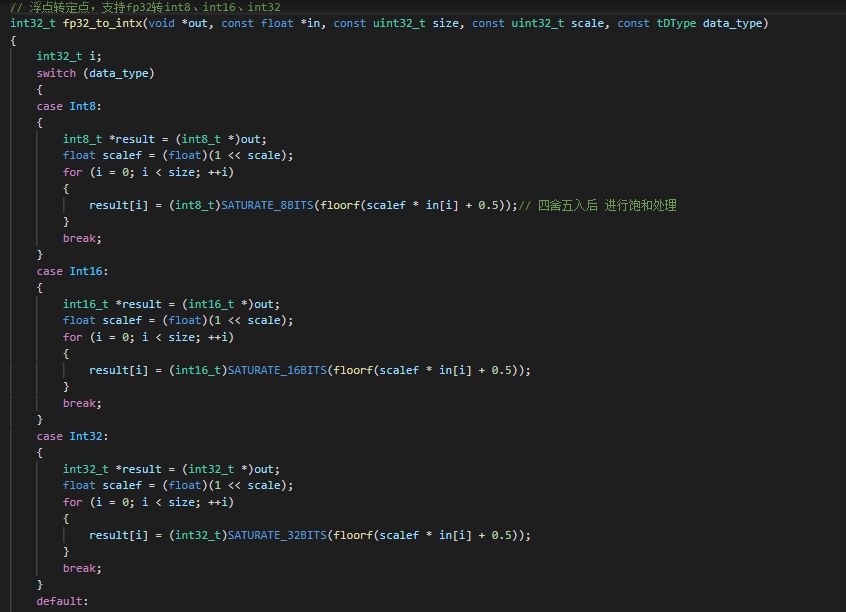 // 浮点转定点，支持fp32转int8、int16、int32
int32_t fp32_to_intx(void *out, const float *in, const uint32_t size, const uint32_t scale, const tDType data_type)
{
    int32_t i;
    switch (data_type)
    {
    case Int8:
    {
        int8_t *result = (int8_t *)out;
        float scalef = (float)(1 << scale);
        for (i = 0; i < size; ++i)
        {
            result[i] = (int8_t)SATURATE_8BITS(floorf(scalef * in[i] + 0.5));// 四舍五入后 进行饱和处理
        }
        break;
    }
    case Int16:
    {
        int16_t *result = (int16_t *)out;
        float scalef = (float)(1 << scale);
        for (i = 0; i < size; ++i)
        {
            result[i] = (int16_t)SATURATE_16BITS(floorf(scalef * in[i] + 0.5));
        }
        break;
    }
    case Int32:
    {
        int32_t *result = (int32_t *)out;
        float scalef = (float)(1 << scale);
        for (i = 0; i < size; ++i)
        {
            result[i] = (int32_t)SATURATE_32BITS(floorf(scalef * in[i] + 0.5));
        }
        break;
    }
    default: